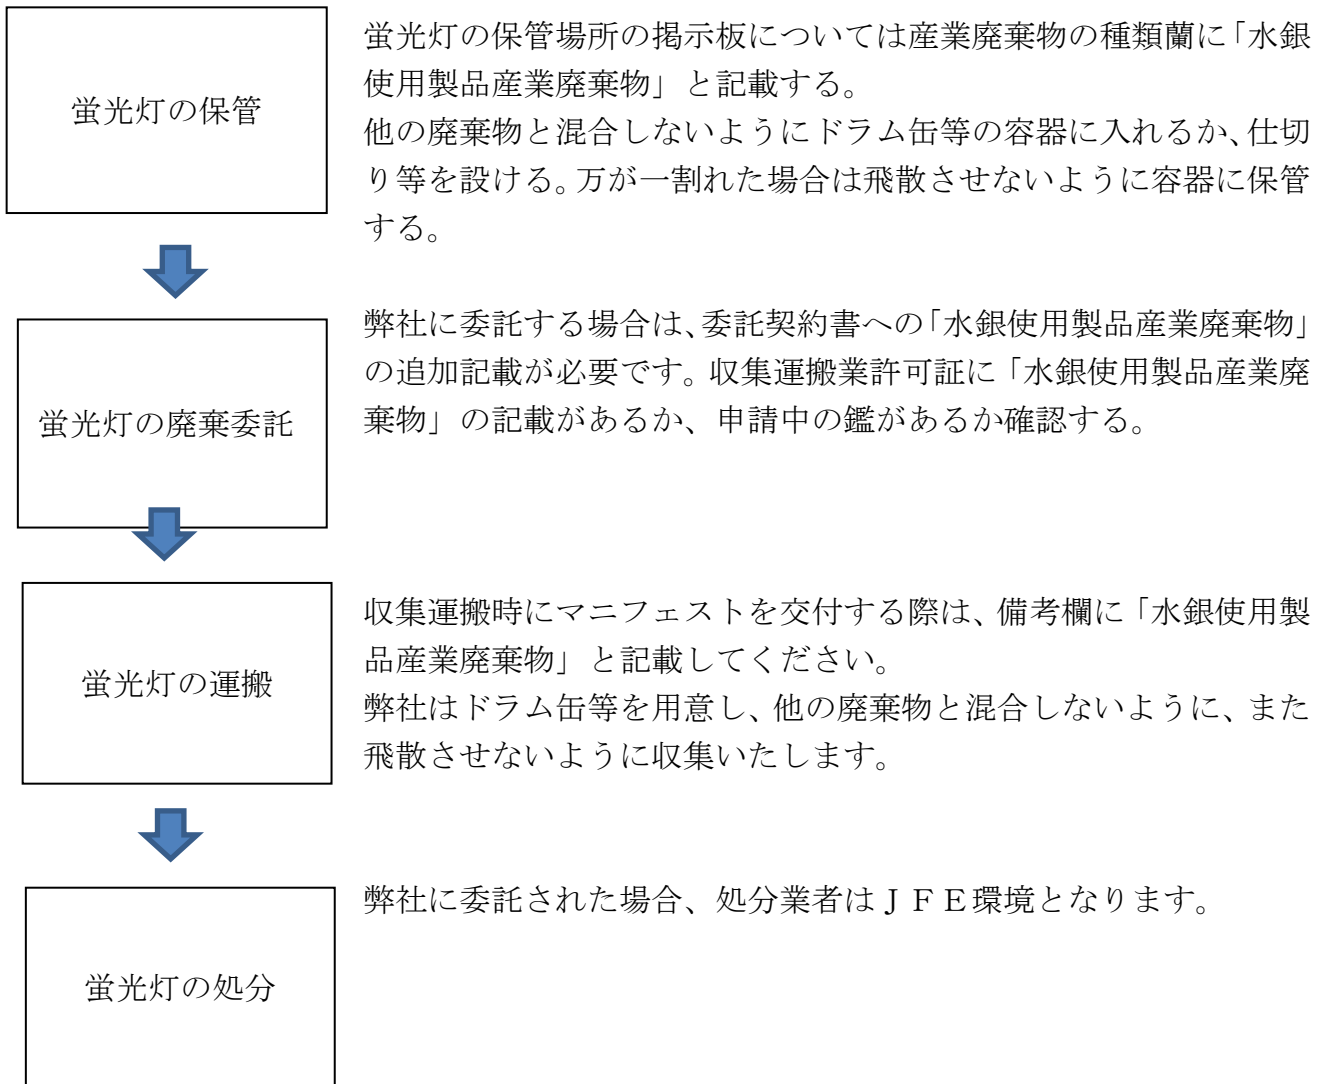 蛍光灯の保管
蛍光灯の保管場所の掲示板については産業廃棄物の種類蘭に「水銀
使用製品産業廃棄物」と記載する。
他の廃棄物と混合しないようにドラム缶等の容器に入れるか、仕切
り等を設ける。万が一割れた場合は飛散させないように容器に保管
する。
蛍光灯の廃棄委託
弊社に委託する場合は、委託契約書への「水銀使用製品産業廃棄物」
の追加記載が必要です。収集運搬業許可証に「水銀使用製品産業廃
棄物」の記載があるか、申請中の鑑があるか確認する。
蛍光灯の運搬
収集運搬時にマニフェストを交付する際は、備考欄に「水銀使用製
品産業廃棄物」と記載してください。
弊社はドラム缶等を用意し、他の廃棄物と混合しないように、また
飛散させないように収集いたします。
蛍光灯の処分
弊社に委託された場合、処分業者はＪＦＥ環境となります。